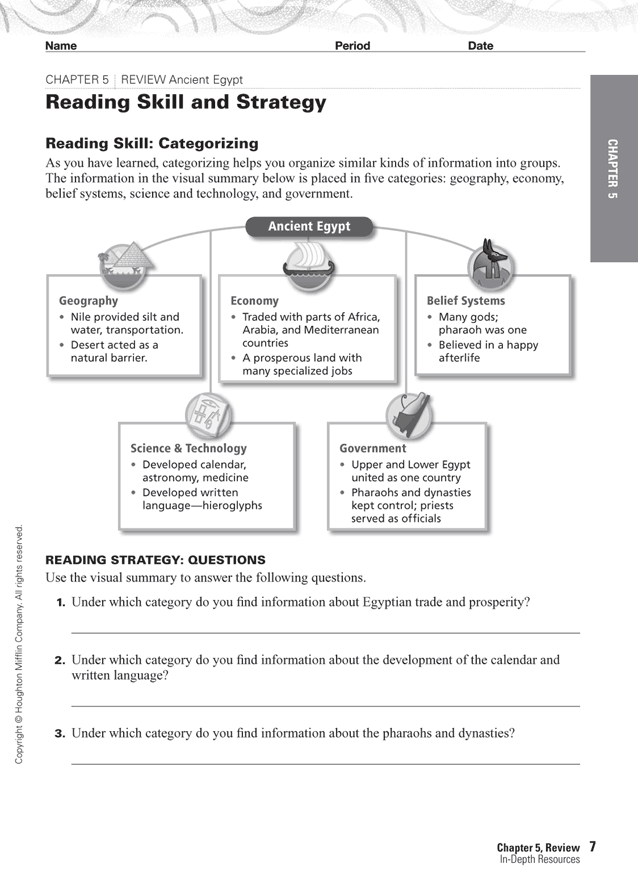 Name Period Date
CHAPTER 5 | REVIEW Ancient Egypt
Reading Skill and Strategy
CHAPTER 5
Reading Skill: Categorizing
As you have learned, categorizing helps you organize similar kinds of information into groups.
The information in the visual summary below is placed in five categories: geography, economy,
belief systems, science and technology, and government.
Ancient Egypt
Geography
• Nile provided silt and
water, transportation.
• Desert acted as a
natural barrier.
Economy
• Traded with parts of Africa,
Arabia, and Mediterranean
countries
• A prosperous land with
many specialized jobs
Belief Systems
• Many gods;
pharaoh was one
• Believed in a happy
afterlife
Science & Technology
• Developed calendar,
astronomy, medicine
• Developed written
language—hieroglyphs
Government
• Upper and Lower Egypt
united as one country
• Pharaohs and dynasties
kept control; priests
served as officials
READING STRATEGY: QUESTIONS
Use the visual summary to answer the following questions.
1. Under which category do you find information about Egyptian trade and prosperity?
2. Under which category do you find information about the development of the calendar and
written language?
3. Under which category do you find information about the pharaohs and dynasties?
Copyright © Houghton Mifflin Company. All rights reserved.
Chapter 5, Review 7
In-Depth Resources